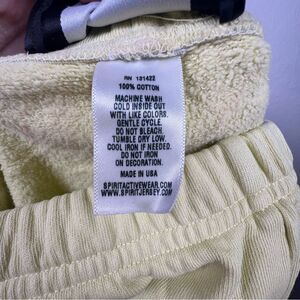 RN 131422
100% COTTON
MACHINE WASH
COLD INSIDE OUT
WITH LIKE COLORS.
GENTLE CYCLE.
DO NOT BLEACH.
TUMBLE DRY LOW.
COOL IRON IF NEEDED.
DO NOT IRON
ON DECORATION.
MADE IN USA
SPIRITACTIVEWEAR.COM
WWW.SPIRITJERSEY.COM